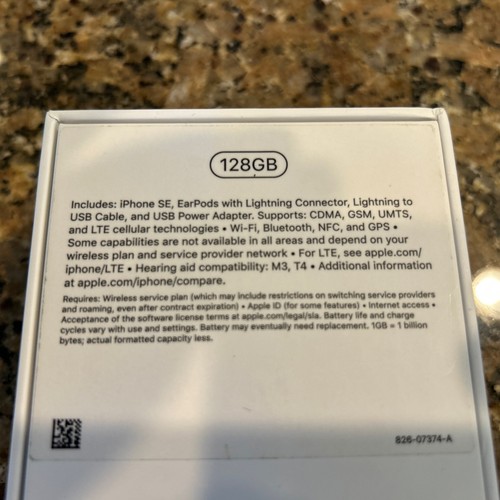 128GB
Includes: iPhone SE, EarPods with Lightning Connector, Lightning to
USB Cable, and USB Power Adapter. Supports: CDMA, GSM, UMTS,
and LTE cellular technologies • Wi-Fi, Bluetooth, NFC, and GPS •
Some capabilities are not available in all areas and depend on your
wireless plan and service provider network • For LTE, see apple.com/
iphone/LTE • Hearing aid compatibility: M3, T4 • Additional information
at apple.com/iphone/compare.
Requires: Wireless service plan (which may include restrictions on switching service providers
and roaming, even after contract expiration) • Apple ID (for some features) • Internet access •
Acceptance of the software license terms at apple.com/legal/sla. Battery life and charge
cycles vary with use and settings. Battery may eventually need replacement. 1GB = 1 billion
bytes; actual formatted capacity less.
826-07374-A